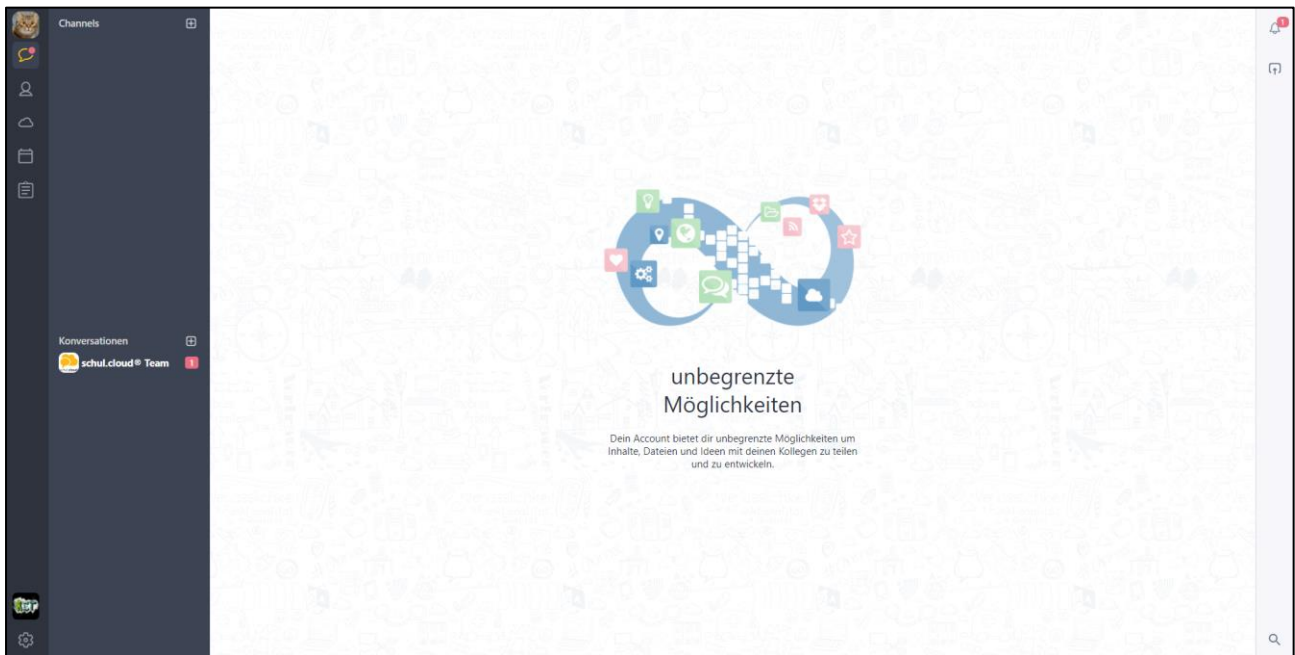 Channels
1
Konversationen
schul.cloud® Team
1
unbegrenzte
Möglichkeiten
Dein Account bietet dir unbegrenzte Möglichkeiten um
Inhalte, Dateien und Ideen mit deinen Kollegen zu teilen
und zu entwickeln.